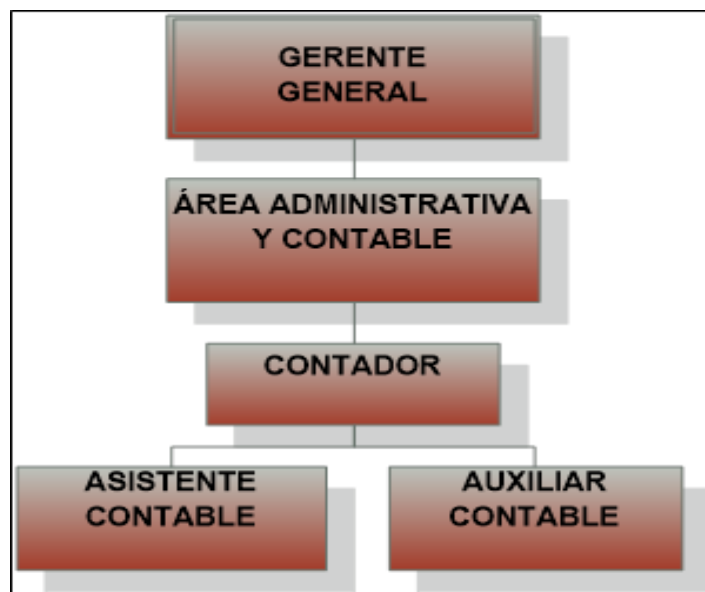 GERENTE
GENERAL
ÁREA ADMINISTRATIVA
Y CONTABLE
CONTADOR
ASISTENTE
CONTABLE
AUXILIAR
CONTABLE